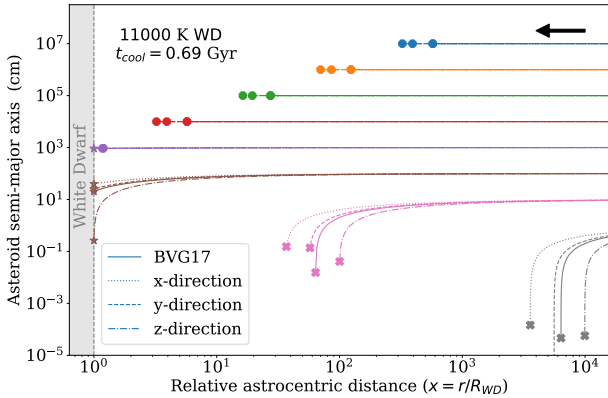 11000 K WD
t_cool = 0.69 Gyr
Asteroid semi-major axis (cm)
10^7
10^5
10^3
10^1
10^−1
10^−3
10^−5
White Dwarf
BVG17
x-direction
y-direction
z-direction
10^0
10^1
10^2
10^3
10^4
Relative astrocentric distance (x = r/R_WD)